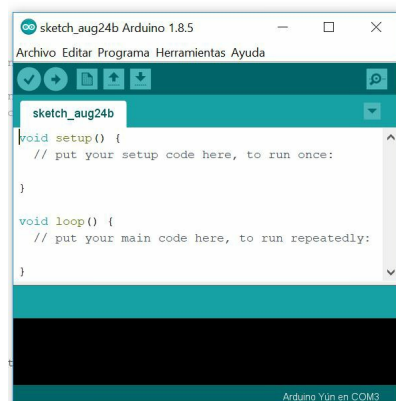 sketch_aug24b Arduino 1.8.5
Archivo Editar Programa Herramientas Ayuda
sketch_aug24b
void setup() {
  // put your setup code here, to run once:
}
void loop() {
  // put your main code here, to run repeatedly:
}
Arduino Yún en COM3